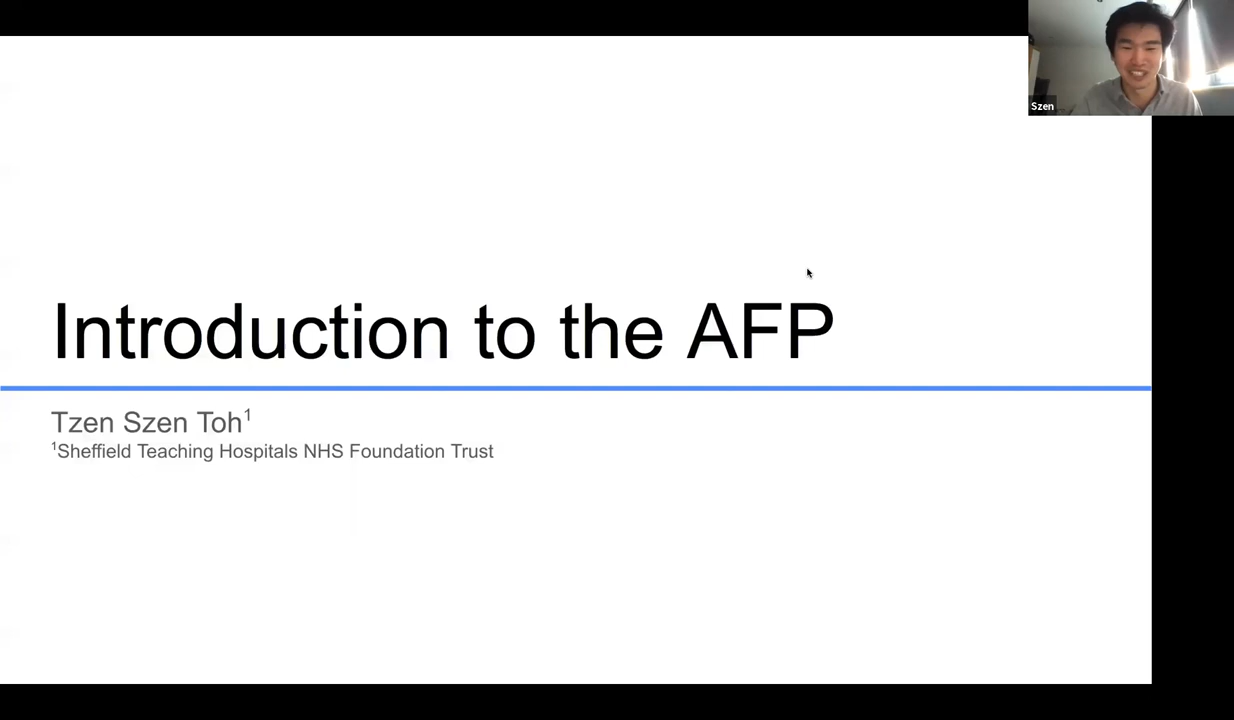 Szen
Introduction to the AFP
Tzen Szen Toh¹
¹Sheffield Teaching Hospitals NHS Foundation Trust